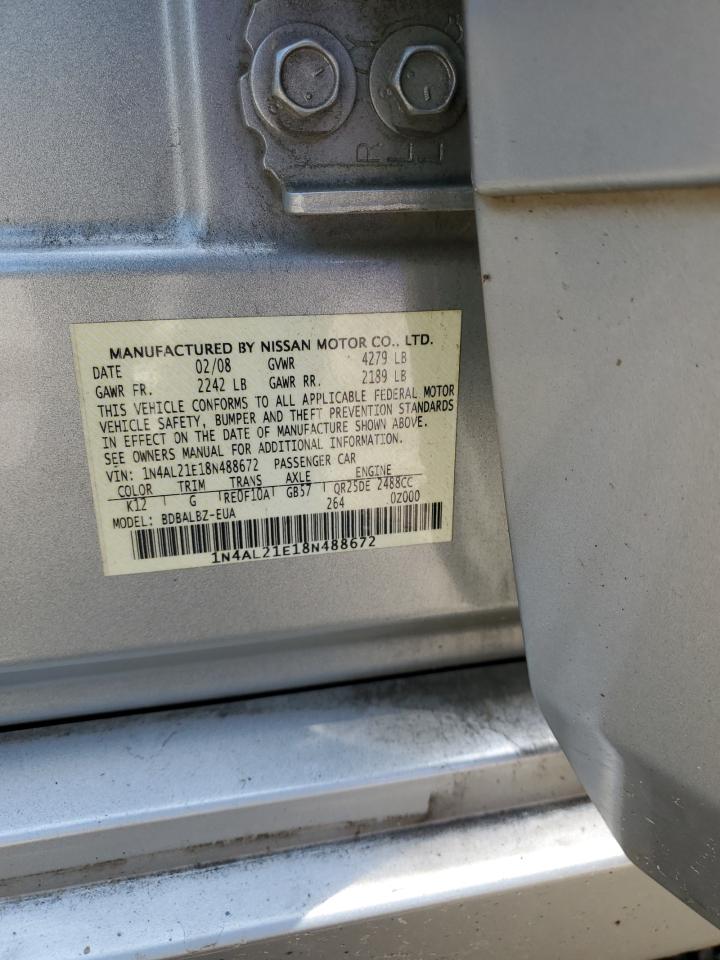 R
L
MANUFACTURED BY NISSAN MOTOR CO., LTD.
DATE 02/08 GVWR 4279 LB
GAWR FR. 2242 LB GAWR RR. 2189 LB
THIS VEHICLE CONFORMS TO ALL APPLICABLE FEDERAL MOTOR
VEHICLE SAFETY, BUMPER AND THEFT PREVENTION STANDARDS
IN EFFECT ON THE DATE OF MANUFACTURE SHOWN ABOVE.
SEE OWNERS MANUAL FOR ADDITIONAL INFORMATION.
VIN: 1N4AL21E18N488672 PASSENGER CAR
COLOR TRIM TRANS AXLE ENGINE
K12 G RE0F10A GB57 QR25DE 2488CC
MODEL: BDBALBZ-EUA 264 0Z000
1N4AL21E18N488672